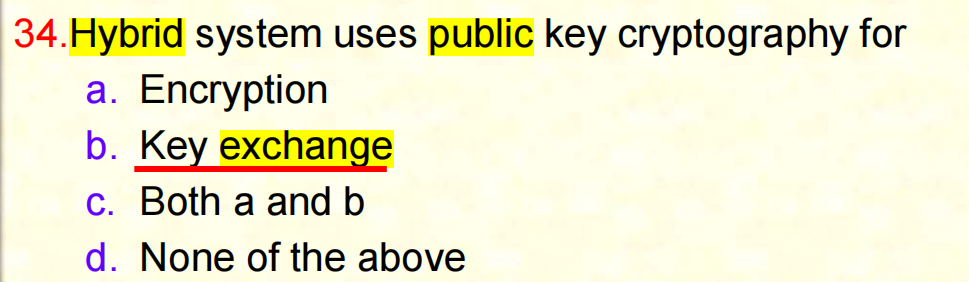 34.Hybrid system uses public key cryptography for
a. Encryption
b. Key exchange
c. Both a and b
d. None of the above